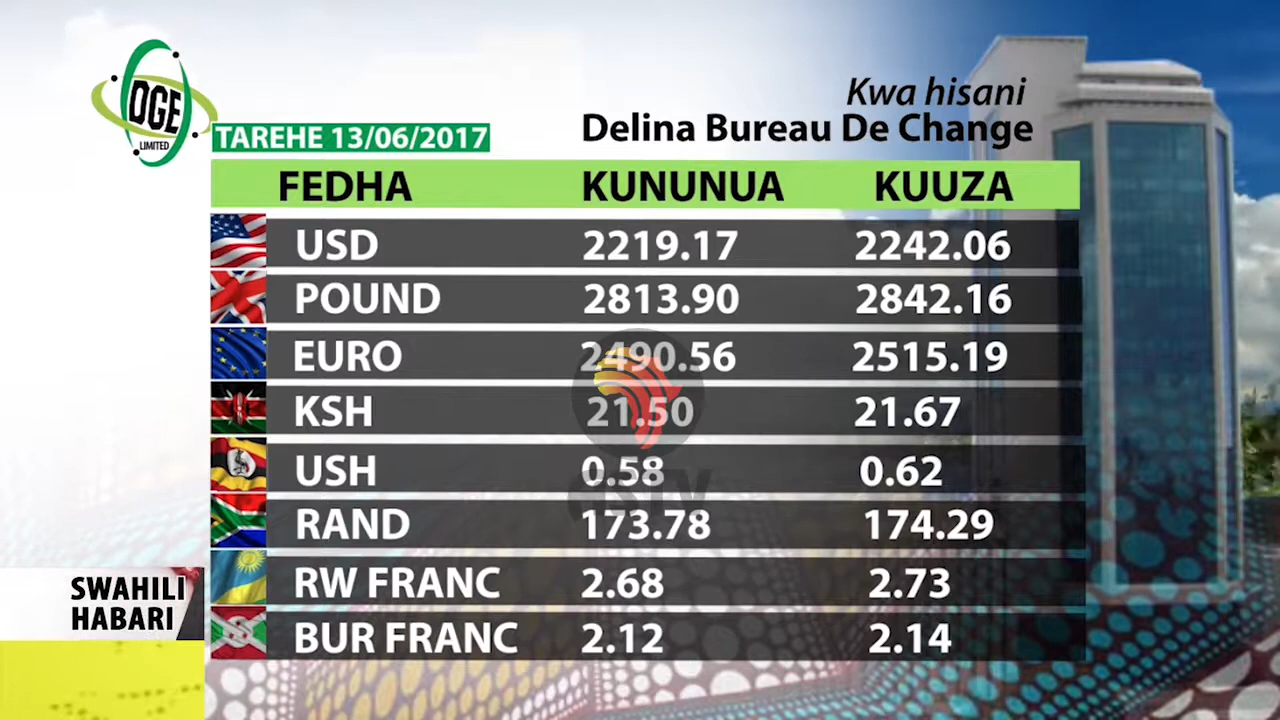 DGE
LIMITED
TAREHE 13/06/2017
Kwa hisani
Delina Bureau De Change
FEDHA KUNUNUA KUUZA
USD 2219.17 2242.06
POUND 2813.90 2842.16
EURO 2490.56 2515.19
KSH 21.50 21.67
USH 0.58 0.62
RAND 173.78 174.29
RW FRANC 2.68 2.73
BUR FRANC 2.12 2.14
SWAHILI
HABARI